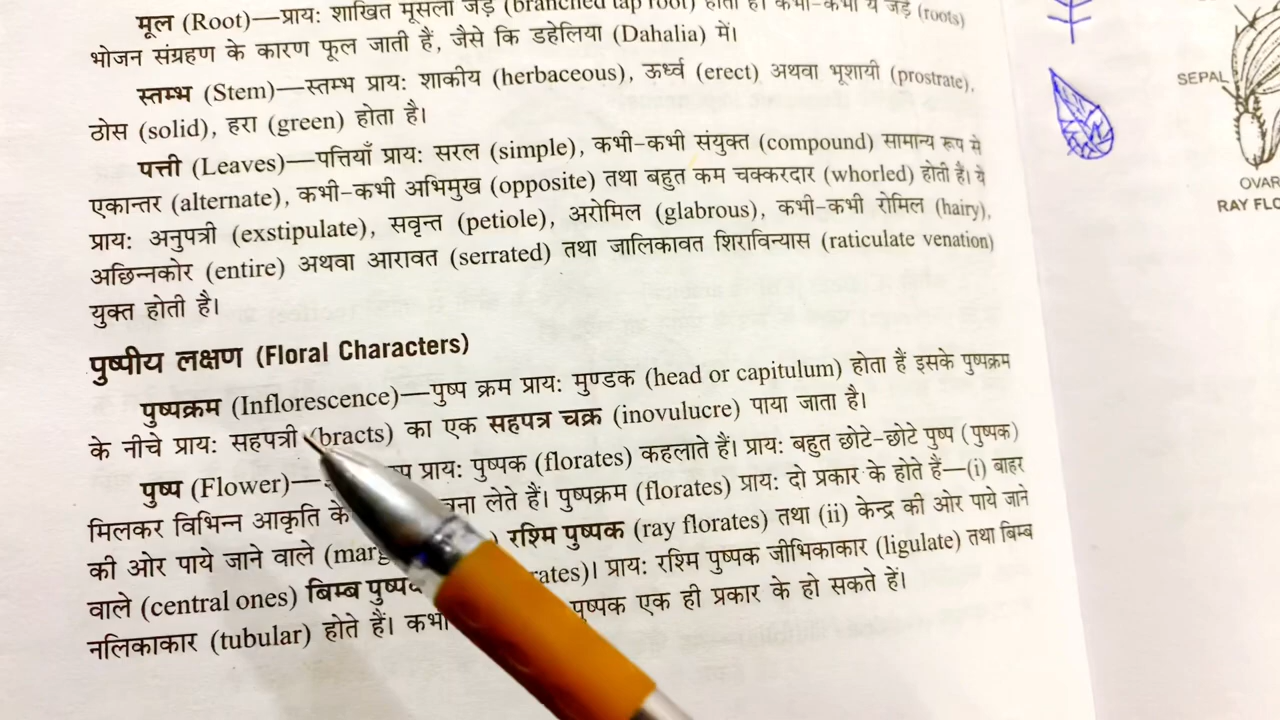 मूल (Root)—प्राय: शाखित मूसला जड़ें (branched tap root) होती हैं। कभी-कभी ये जड़ें (roots)
भोजन संग्रहण के कारण फूल जाती हैं, जैसे कि डहेलिया (Dahalia) में।
स्तम्भ (Stem)—स्तम्भ प्राय: शाकीय (herbaceous), ऊर्ध्व (erect) अथवा भूशायी (prostrate),
ठोस (solid), हरा (green) होता है।
पत्ती (Leaves)—पत्तियाँ प्राय: सरल (simple), कभी-कभी संयुक्त (compound) सामान्य रूप से
एकान्तर (alternate), कभी-कभी अभिमुख (opposite) तथा बहुत कम चक्करदार (whorled) होती हैं। ये
प्राय: अनुपत्री (exstipulate), सवृन्त (petiole), अरोमिल (glabrous), कभी-कभी रोमिल (hairy),
अछिन्नकोर (entire) अथवा आरावत (serrated) तथा जालिकावत शिराविन्यास (raticulate venation)
युक्त होती है।
पुष्पीय लक्षण (Floral Characters)
पुष्पक्रम (Inflorescence)—पुष्प क्रम प्राय: मुण्डक (head or capitulum) होता हैं इसके पुष्पक्रम
के नीचे प्राय: सहपत्री (bracts) का एक सहपत्र चक्र (inovulucre) पाया जाता है।
पुष्प (Flower)— प्राय: पुष्पक (florates) कहलाते हैं। प्राय: बहुत छोटे-छोटे पुष्प (पुष्पक)
मिलकर विभिन्न आकृति के लेते हैं। पुष्पक्रम (florates) प्राय: दो प्रकार के होते हैं—(i) बाहर
की ओर पाये जाने वाले रश्मि पुष्पक (ray florates) तथा (ii) केन्द्र की ओर पाये जाने
वाले (central ones) बिम्ब प्राय: रश्मि पुष्पक जीभिकाकार (ligulate) तथा बिम्ब
नलिकाकार (tubular) होते हैं। पुष्पक एक ही प्रकार के हो सकते हें।
SEPAL
RAY